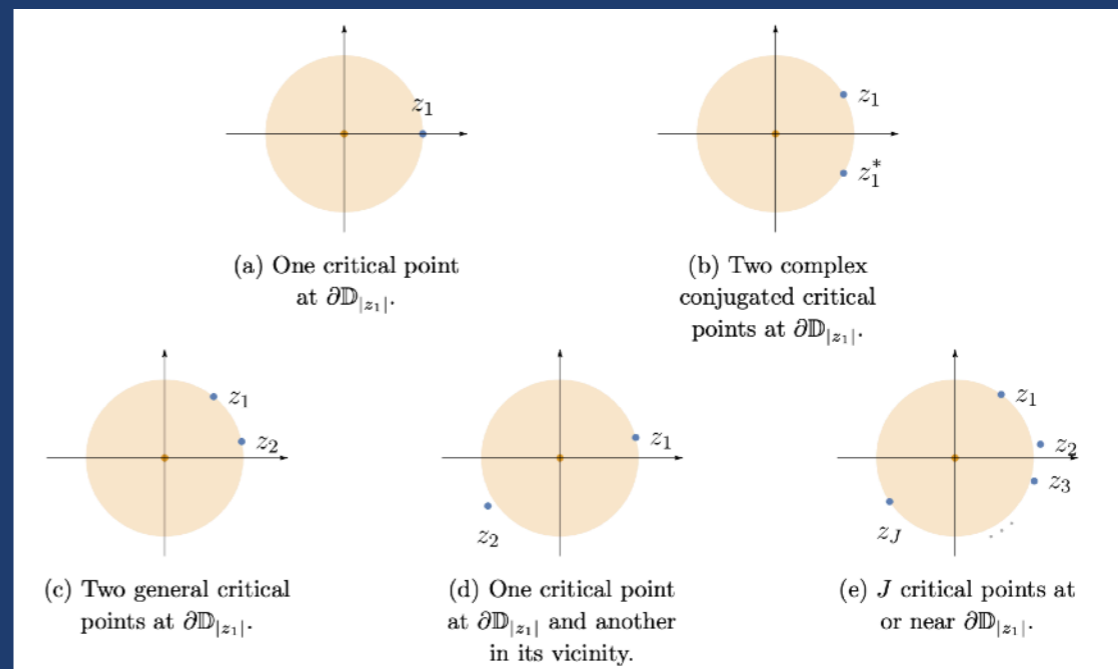 z₁
z₁
z₁*
(a) One critical point
at ∂𝔻|z₁|.
(b) Two complex
conjugated critical
points at ∂𝔻|z₁|.
z₁
z₂
z₁
z₂
z₁
z₂
z₃
z_J
(c) Two general critical
points at ∂𝔻|z₁|.
(d) One critical point
at ∂𝔻|z₁| and another
in its vicinity.
(e) J critical points at
or near ∂𝔻|z₁|.